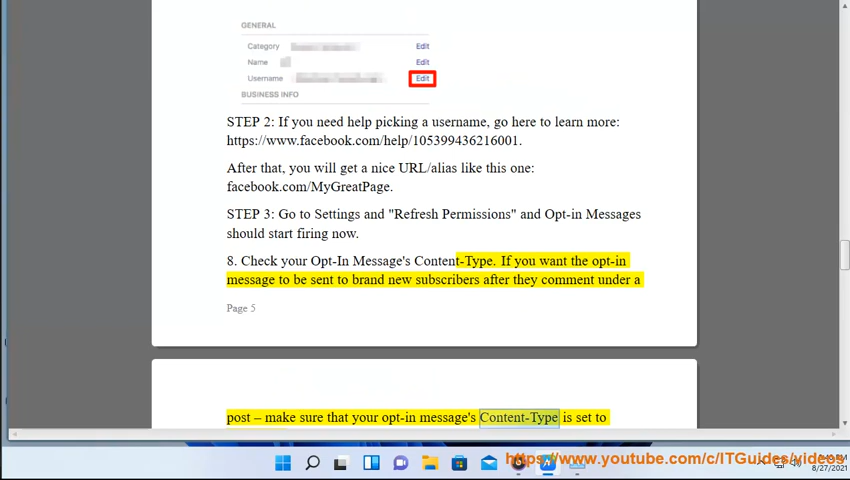 GENERAL
Category Edit
Name Edit
Username Edit
BUSINESS INFO
STEP 2: If you need help picking a username, go here to learn more:
https://www.facebook.com/help/105399436216001.
After that, you will get a nice URL/alias like this one:
facebook.com/MyGreatPage.
STEP 3: Go to Settings and "Refresh Permissions" and Opt-in Messages
should start firing now.
8. Check your Opt-In Message's Content-Type. If you want the opt-in
message to be sent to brand new subscribers after they comment under a
Page 5
post – make sure that your opt-in message's Content-Type is set to
https://www.youtube.com/c/ITGuides/videos
8/27/2021